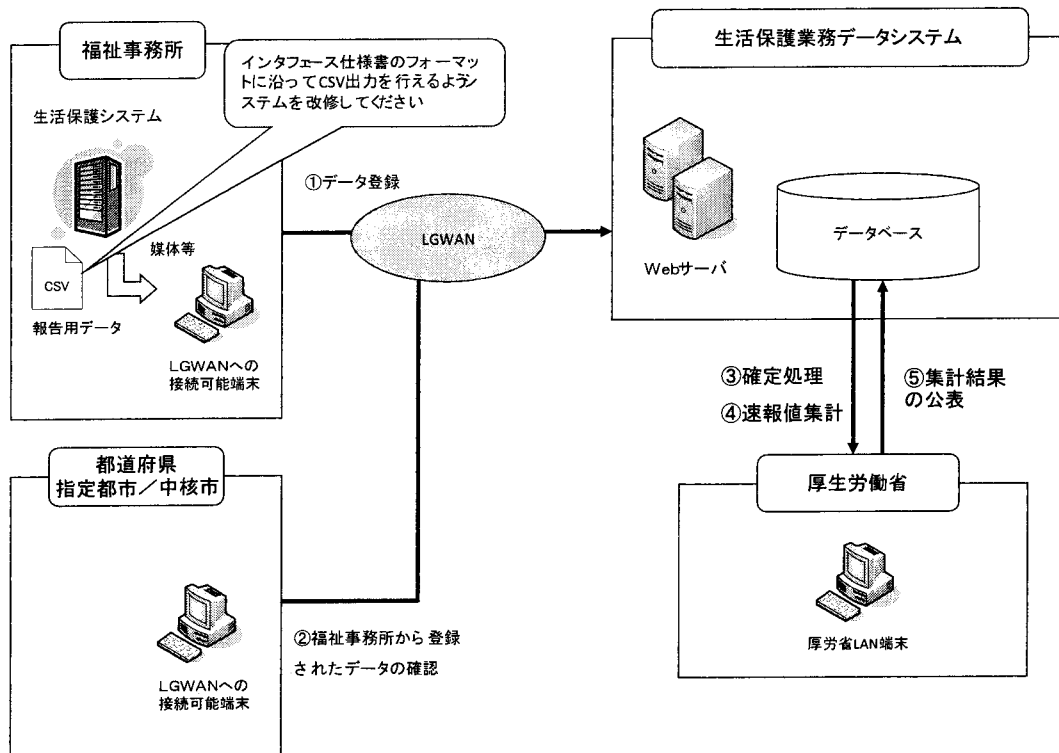 福祉事務所
インタフェース仕様書のフォーマッ
トに沿ってCSV出力を行えるようシ
ステムを改修してください
生活保護システム
CSV
媒体等
報告用データ
LGWANへの
接続可能端末
①データ登録
LGWAN
生活保護業務データシステム
Webサーバ
データベース
③確定処理
④速報値集計
⑤集計結果
の公表
都道府県
指定都市／中核市
LGWANへの
接続可能端末
②福祉事務所から登録
されたデータの確認
厚生労働省
厚労省LAN端末